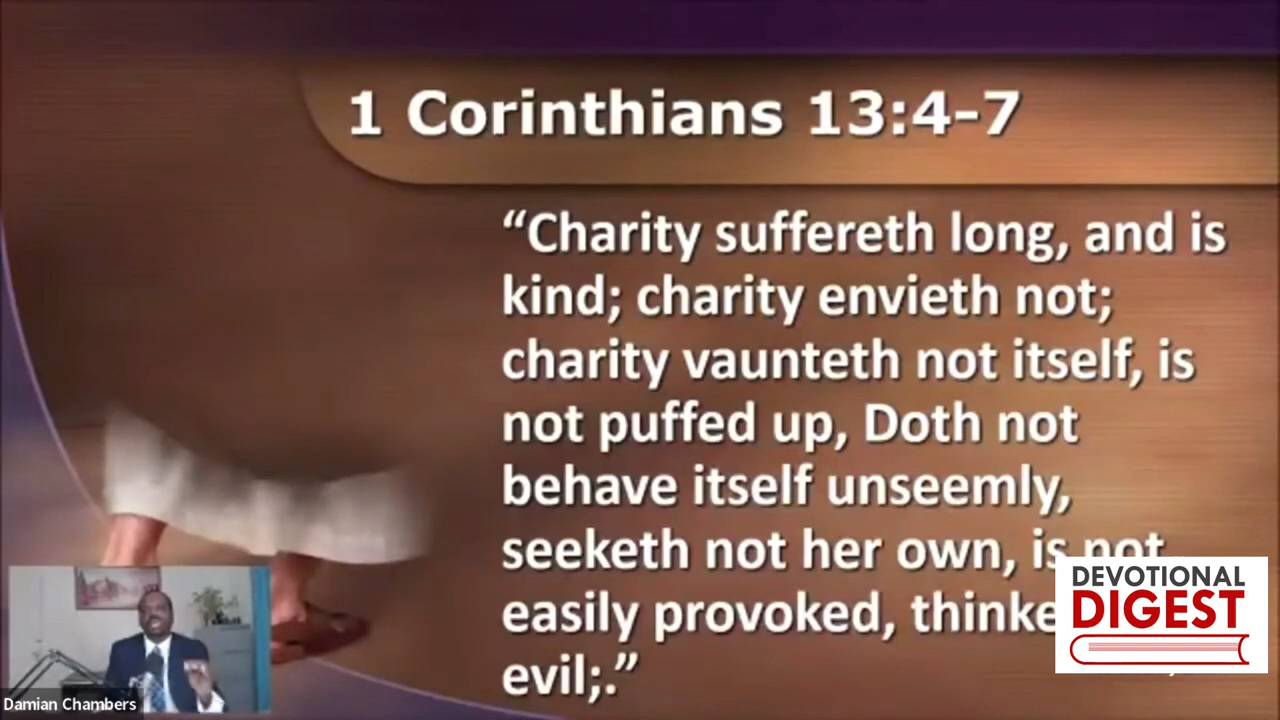 1 Corinthians 13:4-7
“Charity suffereth long, and is
kind; charity envieth not;
charity vaunteth not itself, is
not puffed up, Doth not
behave itself unseemly,
seeketh not her own, is not
easily provoked, thinke
evil;.”
DEVOTIONAL
DIGEST
Damian Chambers